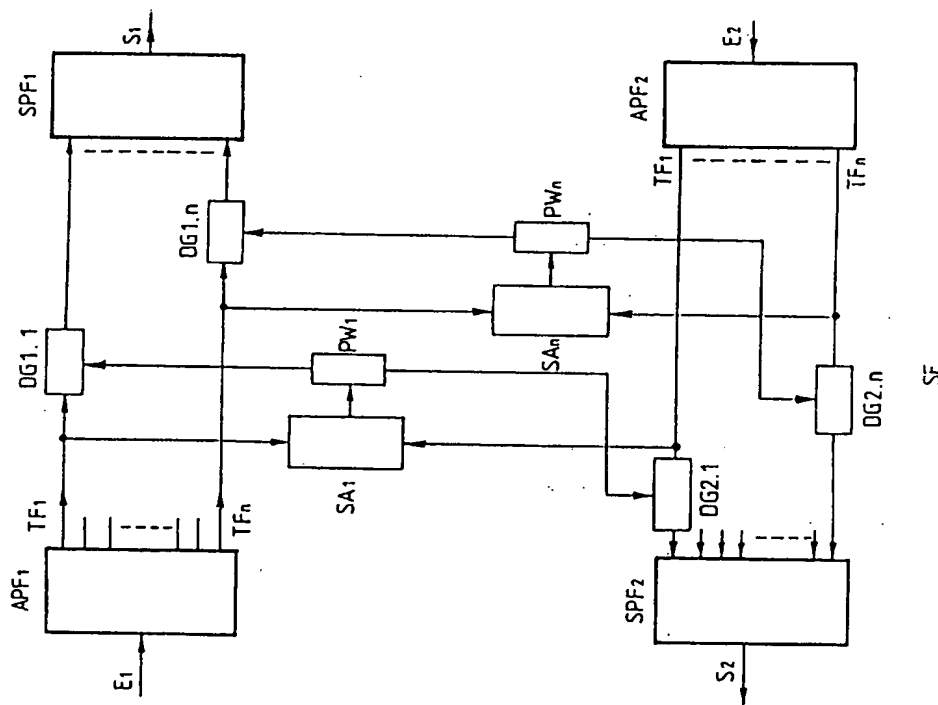 SPF1
S1
E2
APF2
TF1
TFn
DG1.n
PWn
DG1.1
PW1
SAn
DG2.n
SA1
DG2.1
TF1
TFn
APF1
SPF2
E1
S2